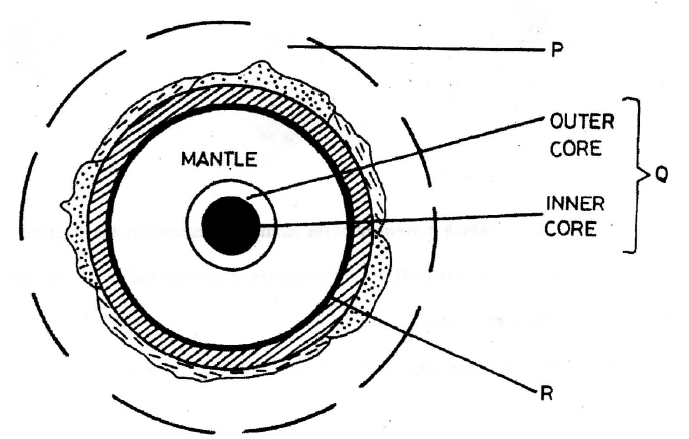 P
OUTER
CORE
MANTLE
Q
INNER
CORE
R